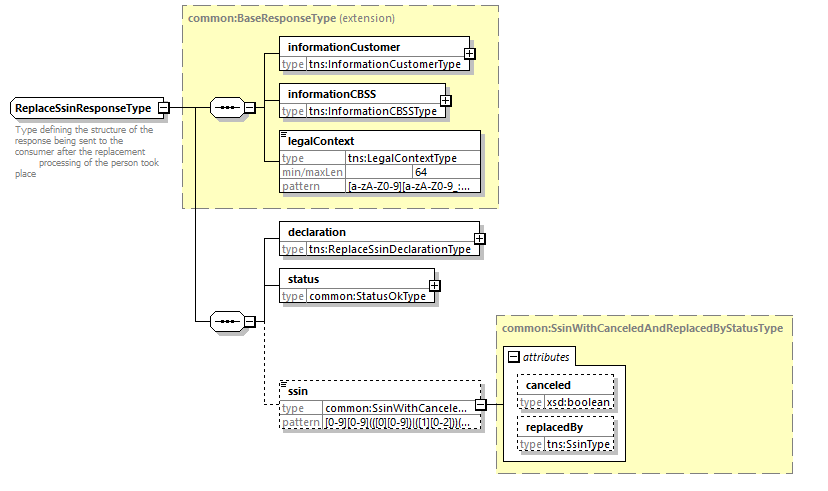 common:BaseResponseType (extension)
informationCustomer
type tns:InformationCustomerType
informationCBSS
type tns:InformationCBSSType
legalContext
type tns:LegalContextType
min/maxLen 64
pattern [a-zA-Z0-9][a-zA-Z0-9_:...
ReplaceSsinResponseType
Type defining the structure of the
response being sent to the
consumer after the replacement
processing of the person took
place
declaration
type tns:ReplaceSsinDeclarationType
status
type common:StatusOkType
ssin
type common:SsinWithCancele...
pattern [0-9][0-9](([0][0-9])|([1][0-2]))(...
common:SsinWithCanceledAndReplacedByStatusType
attributes
canceled
type xsd:boolean
replacedBy
type tns:SsinType